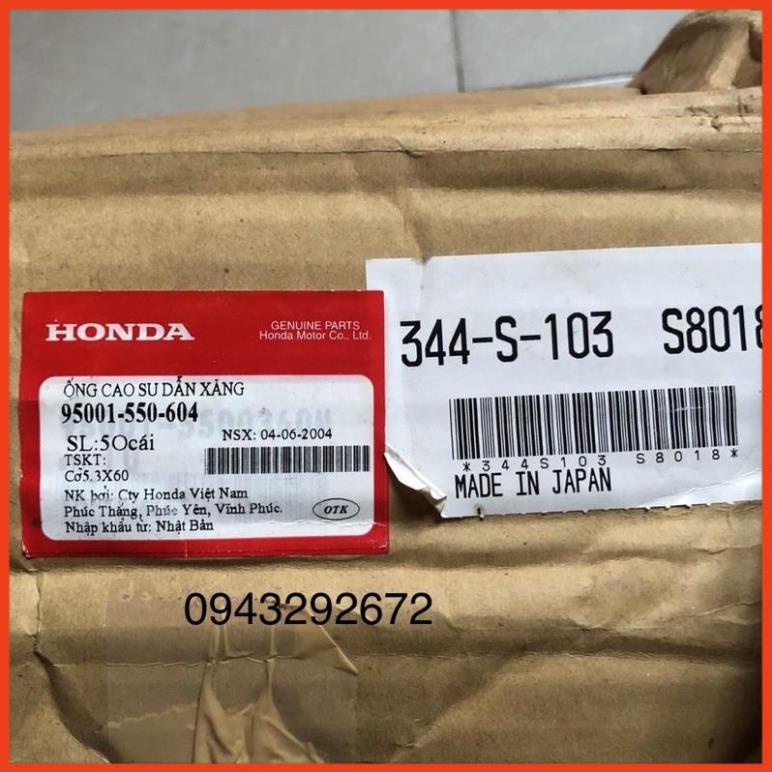 HONDA
GENUINE PARTS
Honda Motor Co., Ltd.
ỐNG CAO SU DẪN XĂNG
95001-550-604
SL:50cái
NSX: 04-06-2004
TSKT:
Cỡ5,3X60
NK bởi: Cty Honda Việt Nam
Phúc Thắng, Phúc Yên, Vĩnh Phúc.
Nhập khẩu từ: Nhật Bản
OTK
344-S-103 S8018
*344S103 S8018*
MADE IN JAPAN
0943292672